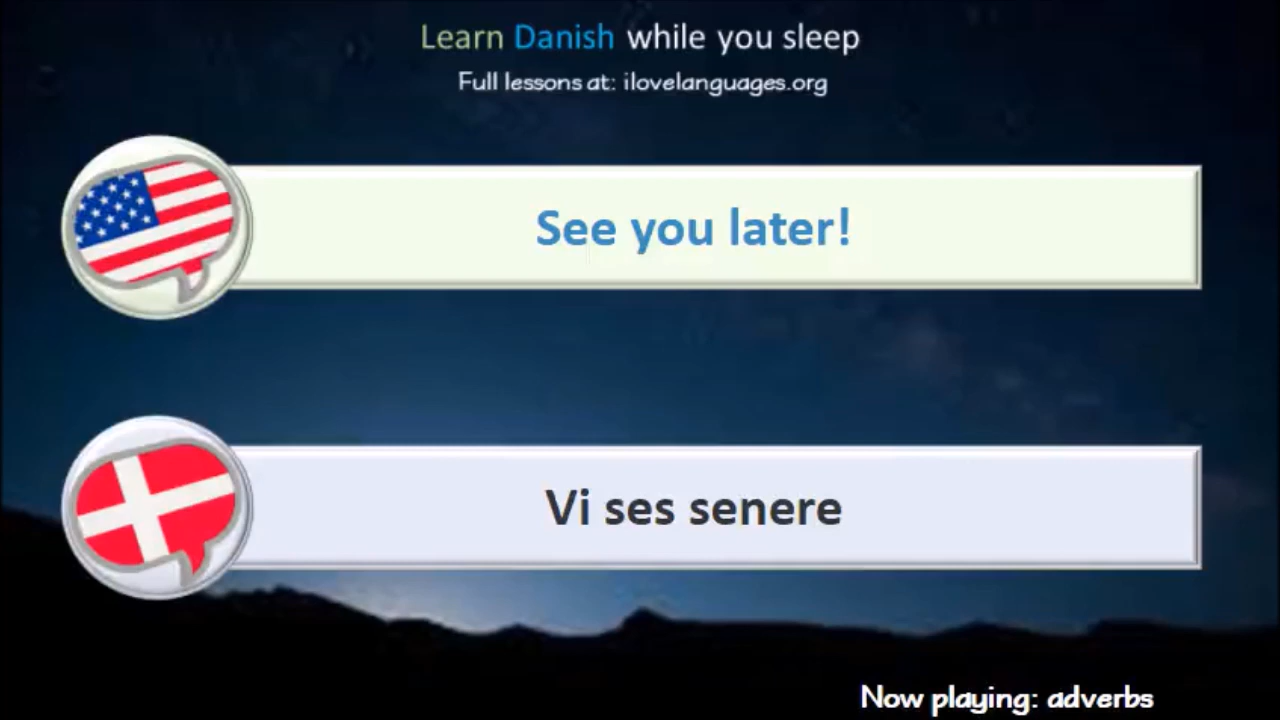 Learn Danish while you sleep
Full lessons at: ilovelanguages.org
See you later!
Vi ses senere
Now playing: adverbs